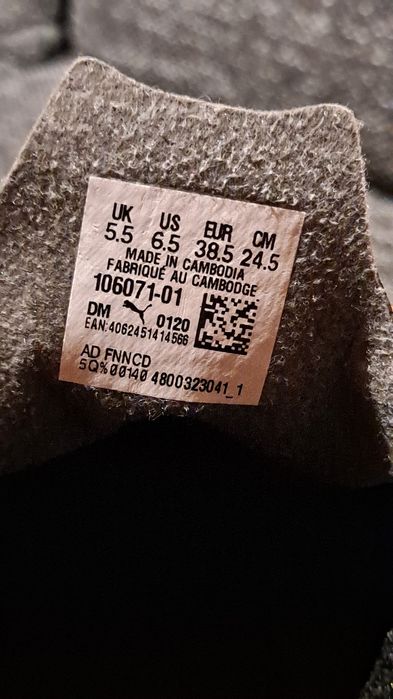 UK US EUR CM
5.5 6.5 38.5 24.5
MADE IN CAMBODIA
FABRIQUÉ AU CAMBODGE
106071-01
DM 0120
EAN:4062451414566
AD FNNCD
5Q%00140 4800323041_1